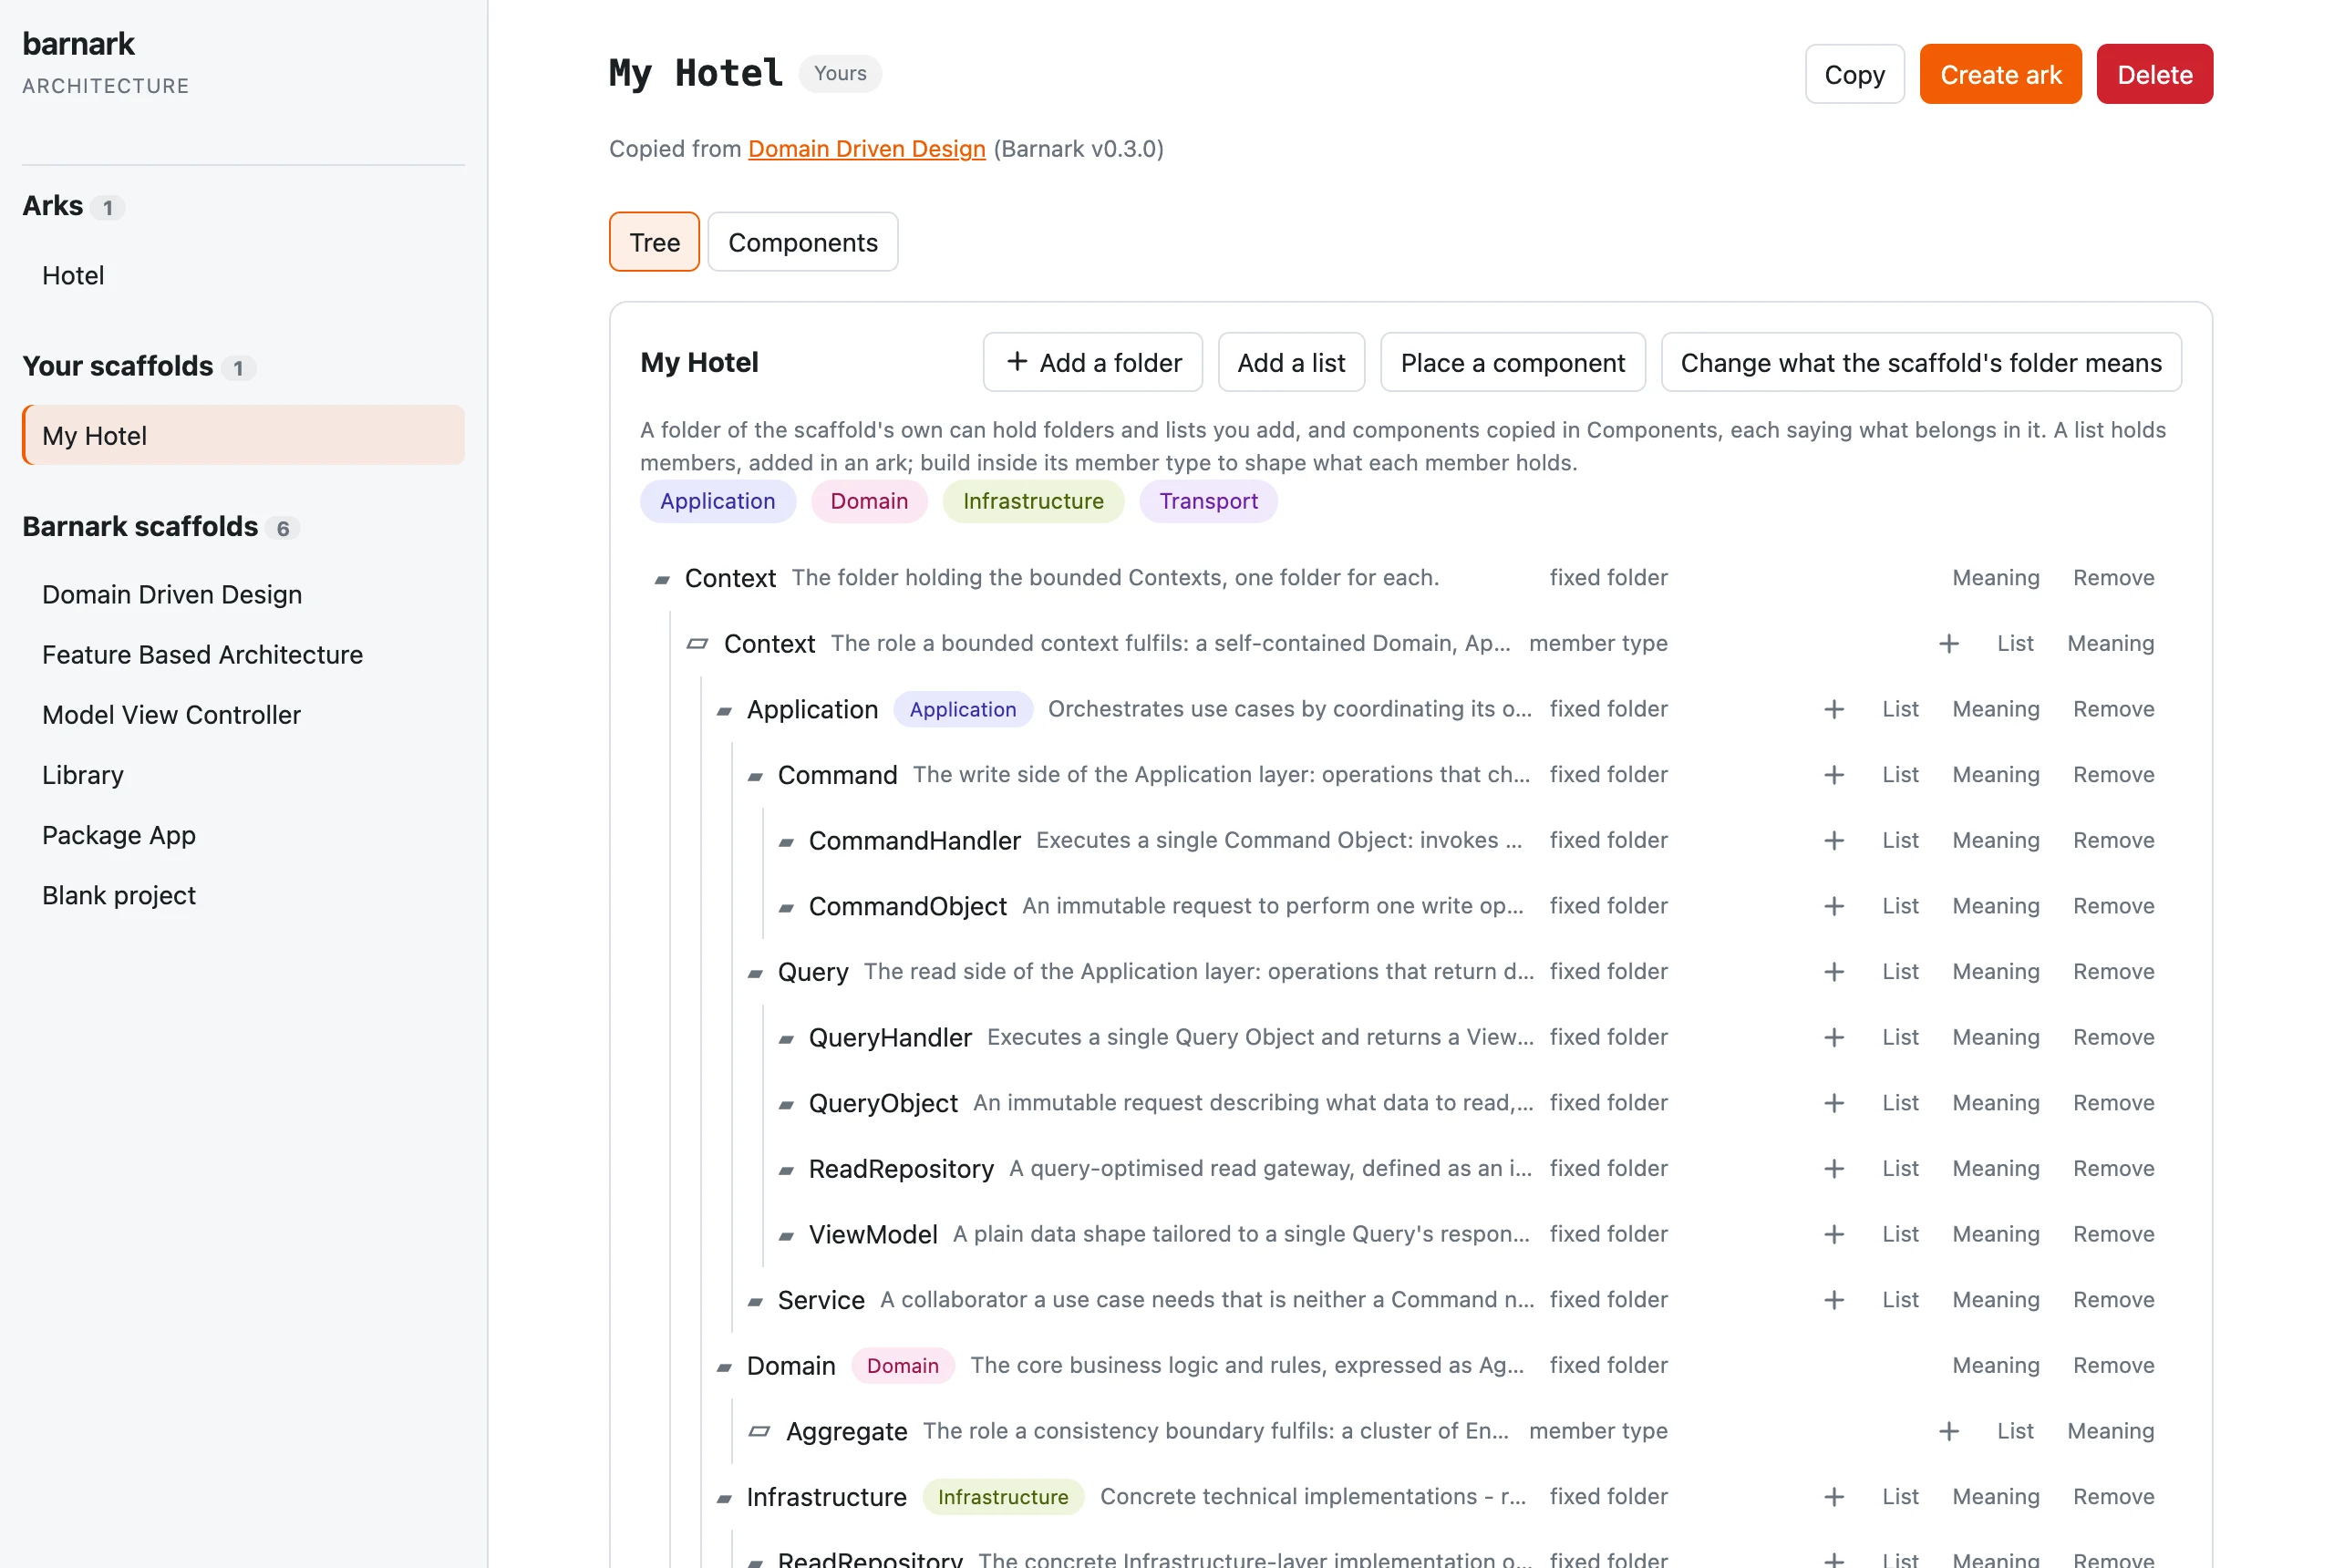 barnark
ARCHITECTURE
Arks 1
Hotel
Your scaffolds 1
My Hotel
Barnark scaffolds 6
Domain Driven Design
Feature Based Architecture
Model View Controller
Library
Package App
Blank project
My Hotel Yours
Copy Create ark Delete
Copied from Domain Driven Design (Barnark v0.3.0)
Tree Components
My Hotel + Add a folder Add a list Place a component Change what the scaffold's folder means
A folder of the scaffold's own can hold folders and lists you add, and components copied in Components, each saying what belongs in it. A list holds
members, added in an ark; build inside its member type to shape what each member holds.
Application Domain Infrastructure Transport
Context The folder holding the bounded Contexts, one folder for each. fixed folder Meaning Remove
Context The role a bounded context fulfils: a self-contained Domain, Ap... member type + List Meaning
Application Application Orchestrates use cases by coordinating its o... fixed folder + List Meaning Remove
Command The write side of the Application layer: operations that ch... fixed folder + List Meaning Remove
CommandHandler Executes a single Command Object: invokes ... fixed folder + List Meaning Remove
CommandObject An immutable request to perform one write op... fixed folder + List Meaning Remove
Query The read side of the Application layer: operations that return d... fixed folder + List Meaning Remove
QueryHandler Executes a single Query Object and returns a View... fixed folder + List Meaning Remove
QueryObject An immutable request describing what data to read,... fixed folder + List Meaning Remove
ReadRepository A query-optimised read gateway, defined as an i... fixed folder + List Meaning Remove
ViewModel A plain data shape tailored to a single Query's respon... fixed folder + List Meaning Remove
Service A collaborator a use case needs that is neither a Command n... fixed folder + List Meaning Remove
Domain Domain The core business logic and rules, expressed as Ag... fixed folder Meaning Remove
Aggregate The role a consistency boundary fulfils: a cluster of En... member type + List Meaning
Infrastructure Infrastructure Concrete technical implementations - r... fixed folder + List Meaning Remove
ReadRepository The concrete Infrastructure-layer implementation o... fixed folder + List Meaning Remove